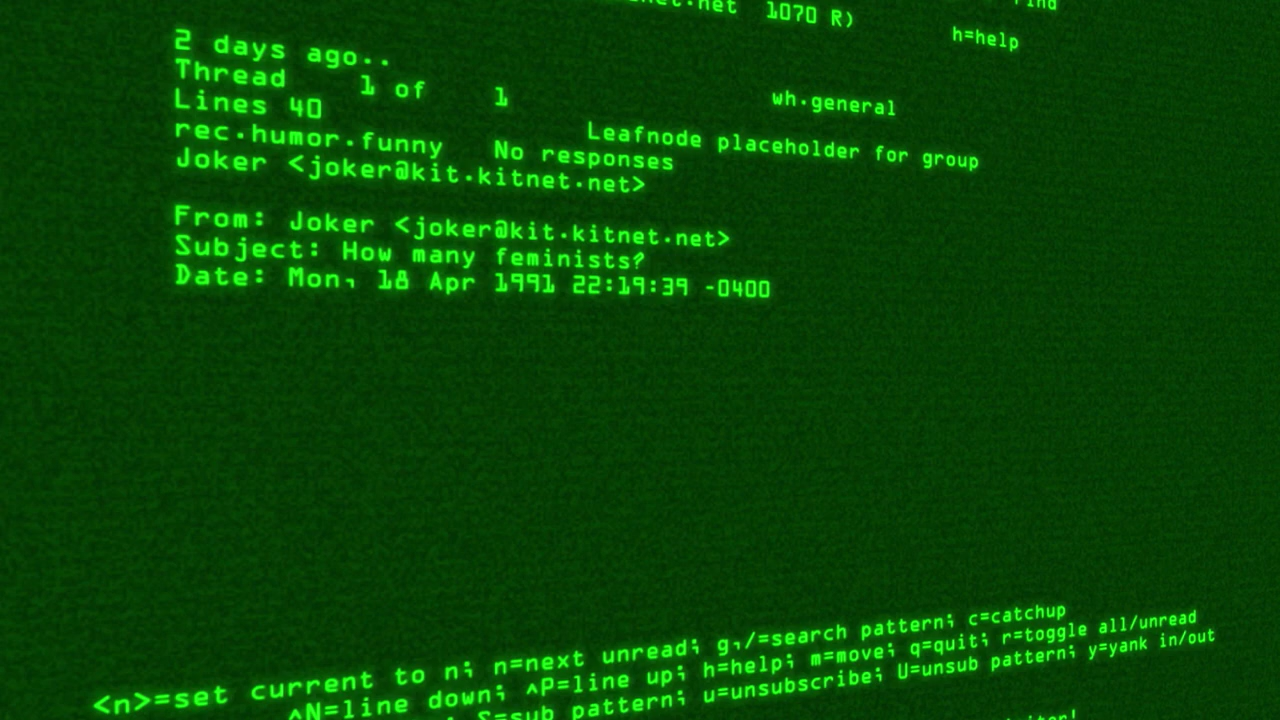 1070 R)
h=help
2 days ago..
Thread 1 of 1
wh.general
Lines 40
Leafnode placeholder for group
rec.humor.funny No responses
Joker <joker@kit.kitnet.net>
From: Joker <joker@kit.kitnet.net>
Subject: How many feminists?
Date: Mon, 18 Apr 1991 22:19:39 -0400
<n>=set current to n; n=next unread; g,/=search pattern; c=catchup
^N=line down; ^P=line up; h=help; m=move; q=quit; r=toggle all/unread
S=sub pattern; u=unsubscribe; U=unsub pattern; y=yank in/out